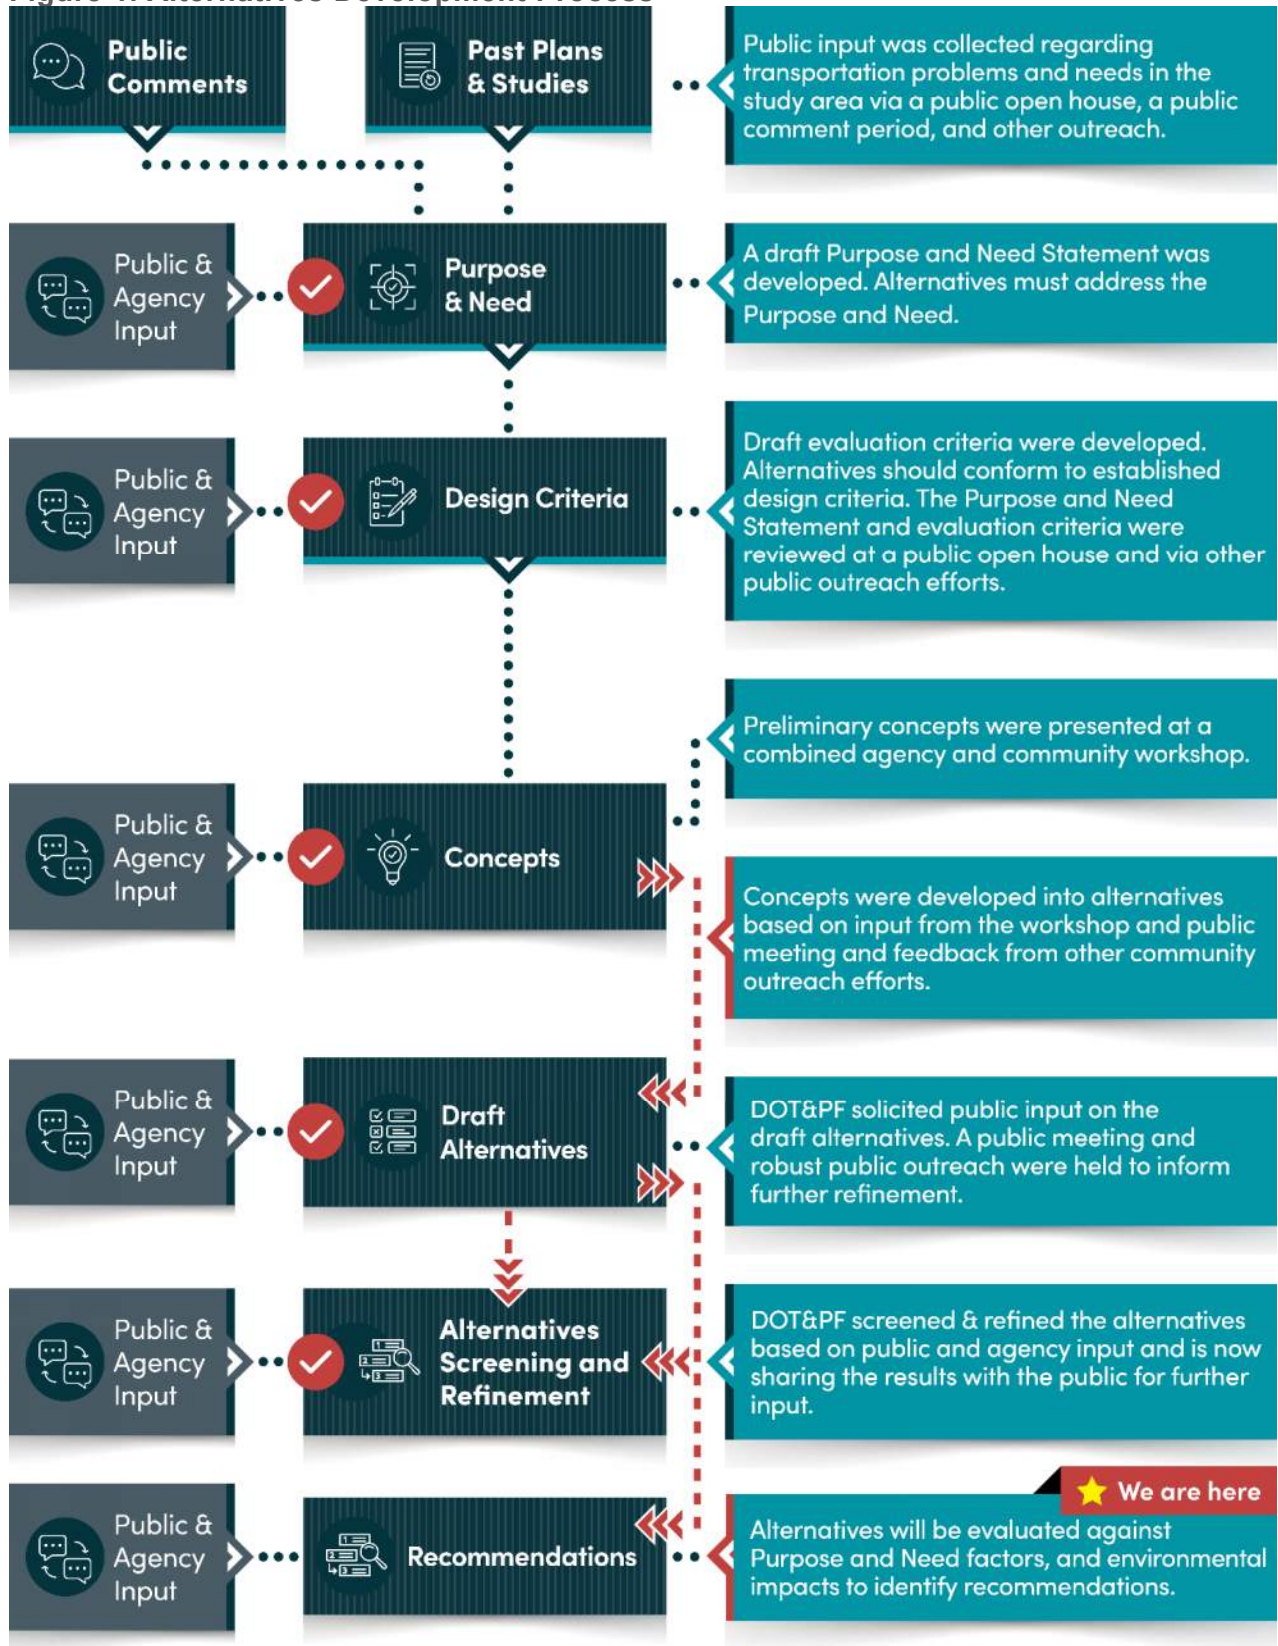 Figure 1. Alternatives Development Process
Public
Comments
Past Plans
& Studies
Public input was collected regarding
transportation problems and needs in the
study area via a public open house, a public
comment period, and other outreach.
Public &
Agency
Input
Purpose
& Need
A draft Purpose and Need Statement was
developed. Alternatives must address the
Purpose and Need.
Public &
Agency
Input
Design Criteria
Draft evaluation criteria were developed.
Alternatives should conform to established
design criteria. The Purpose and Need
Statement and evaluation criteria were
reviewed at a public open house and via other
public outreach efforts.
Preliminary concepts were presented at a
combined agency and community workshop.
Public &
Agency
Input
Concepts
Concepts were developed into alternatives
based on input from the workshop and public
meeting and feedback from other community
outreach efforts.
Public &
Agency
Input
Draft
Alternatives
DOT&PF solicited public input on the
draft alternatives. A public meeting and
robust public outreach were held to inform
further refinement.
Public &
Agency
Input
Alternatives
Screening and
Refinement
DOT&PF screened & refined the alternatives
based on public and agency input and is now
sharing the results with the public for further
input.
We are here
Public &
Agency
Input
Recommendations
Alternatives will be evaluated against
Purpose and Need factors, and environmental
impacts to identify recommendations.